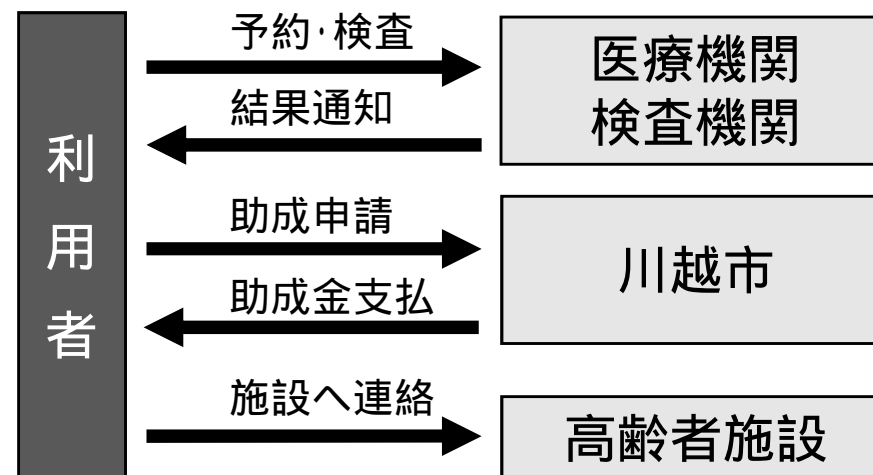 利用者
予約・検査
結果通知
医療機関
検査機関
助成申請
助成金支払
川越市
施設へ連絡
高齢者施設